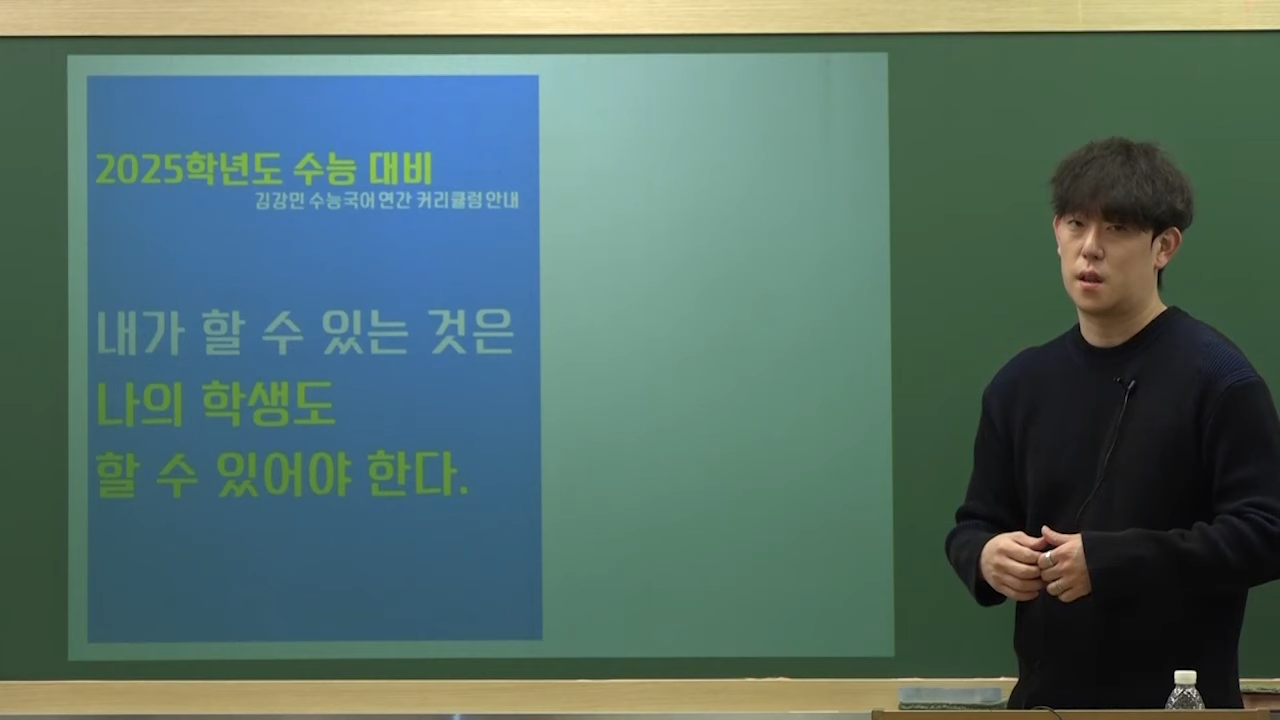 2025학년도 수능 대비
김강민 수능국어 연간 커리큘럼 안내
내가 할 수 있는 것은
나의 학생도
할 수 있어야 한다.